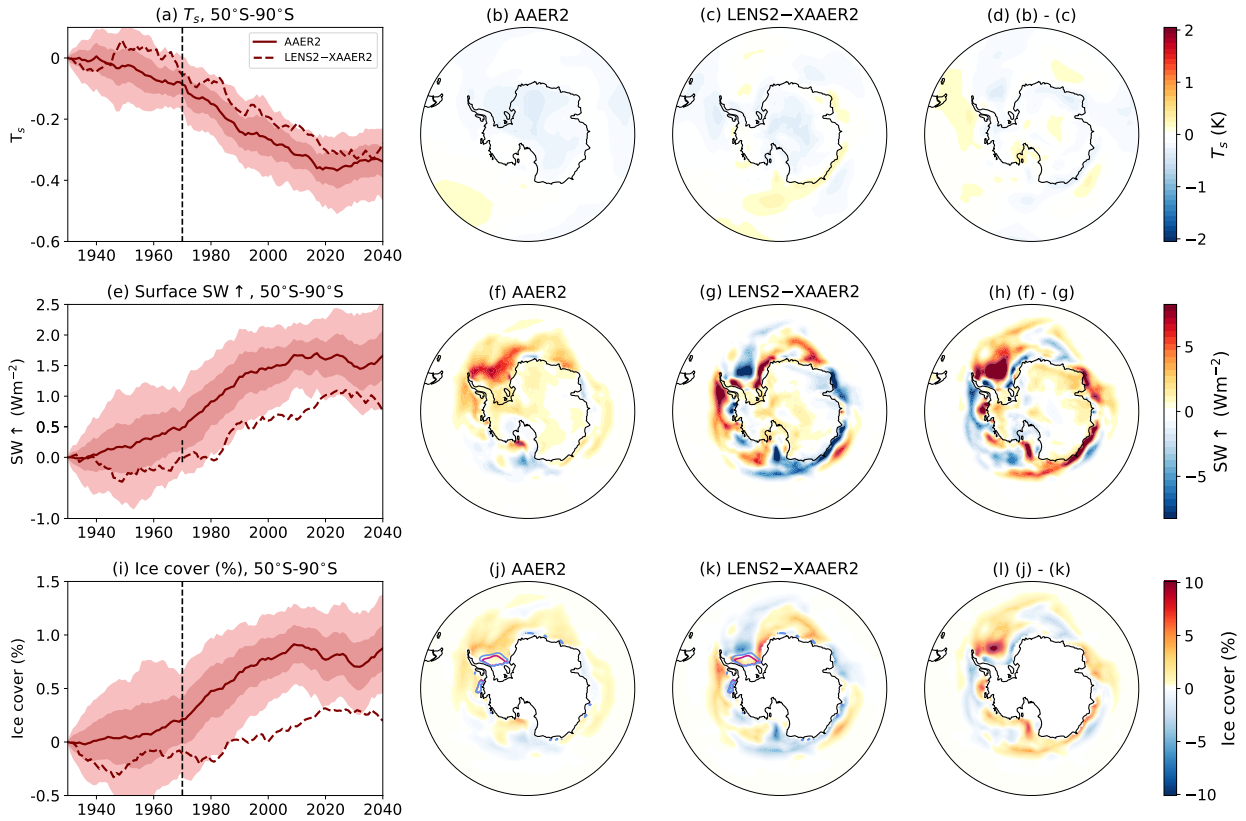 (a) Tₛ, 50°S-90°S
(b) AAER2
(c) LENS2−XAAER2
(d) (b) - (c)
AAER2
LENS2−XAAER2
0
-0.2
-0.4
-0.6
Tₛ
1940 1960 1980 2000 2020 2040
2
1
0
−1
−2
Tₛ (K)
(e) Surface SW ↑, 50°S-90°S
(f) AAER2
(g) LENS2−XAAER2
(h) (f) - (g)
2.5
2.0
1.5
1.0
0.5
0.0
-1.0
SW ↑ (Wm⁻²)
1940 1960 1980 2000 2020 2040
5
0
−5
SW ↑ (Wm⁻²)
(i) Ice cover (%), 50°S-90°S
(j) AAER2
(k) LENS2−XAAER2
(l) (j) - (k)
1.5
1.0
0.5
0
-0.5
Ice cover (%)
1940 1960 1980 2000 2020 2040
10
5
0
−5
−10
Ice cover (%)